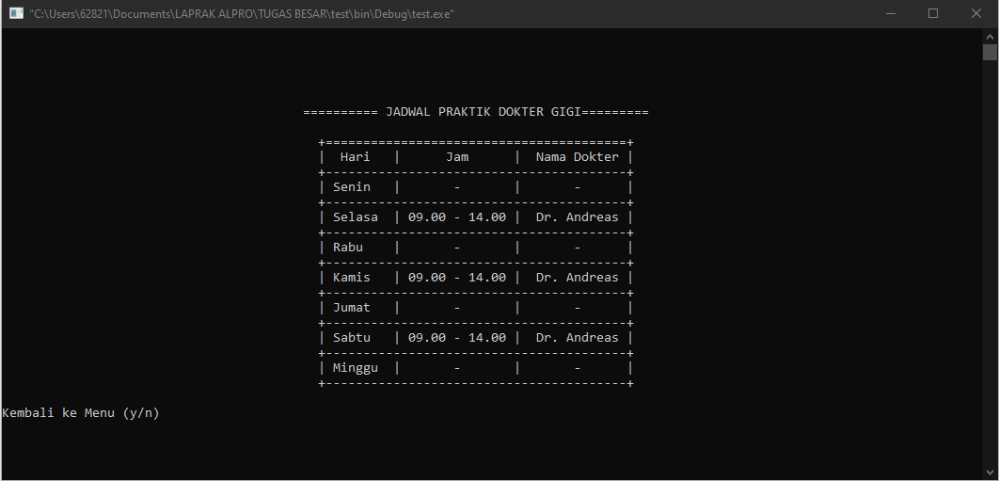 "C:\Users\62821\Documents\LAPRAK ALPRO\TUGAS BESAR\test\bin\Debug\test.exe"
========== JADWAL PRAKTIK DOKTER GIGI=========
+========================================+
|  Hari   |      Jam      |  Nama Dokter |
+----------------------------------------+
| Senin   |       -       |       -      |
+----------------------------------------+
| Selasa  | 09.00 - 14.00 |  Dr. Andreas |
+----------------------------------------+
| Rabu    |       -       |       -      |
+----------------------------------------+
| Kamis   | 09.00 - 14.00 |  Dr. Andreas |
+----------------------------------------+
| Jumat   |       -       |       -      |
+----------------------------------------+
| Sabtu   | 09.00 - 14.00 |  Dr. Andreas |
+----------------------------------------+
| Minggu  |       -       |       -      |
+----------------------------------------+
Kembali ke Menu (y/n)